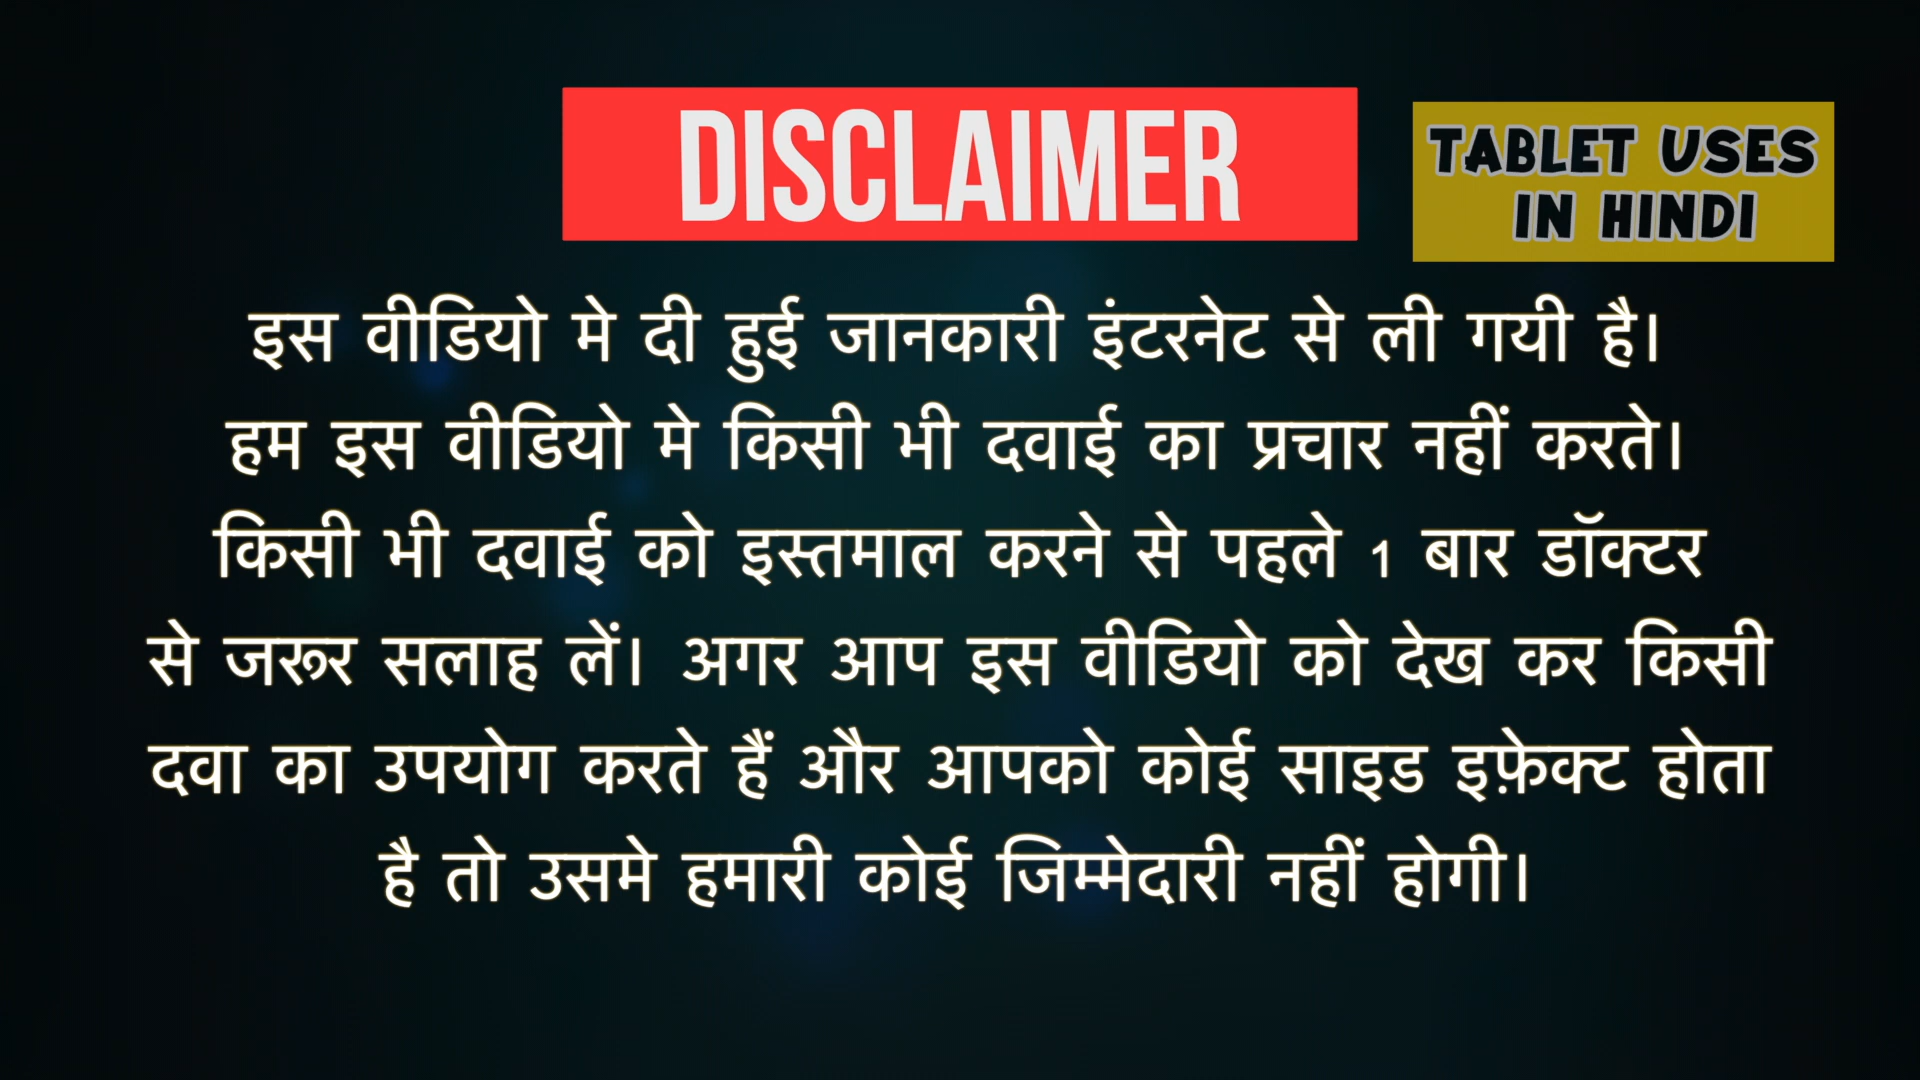 DISCLAIMER
TABLET USES
IN HINDI
इस वीडियो मे दी हुई जानकारी इंटरनेट से ली गयी है।
हम इस वीडियो मे किसी भी दवाई का प्रचार नहीं करते।
किसी भी दवाई को इस्तमाल करने से पहले 1 बार डॉक्टर
से जरूर सलाह लें। अगर आप इस वीडियो को देख कर किसी
दवा का उपयोग करते हैं और आपको कोई साइड इफ़ेक्ट होता
है तो उसमे हमारी कोई जिम्मेदारी नहीं होगी।